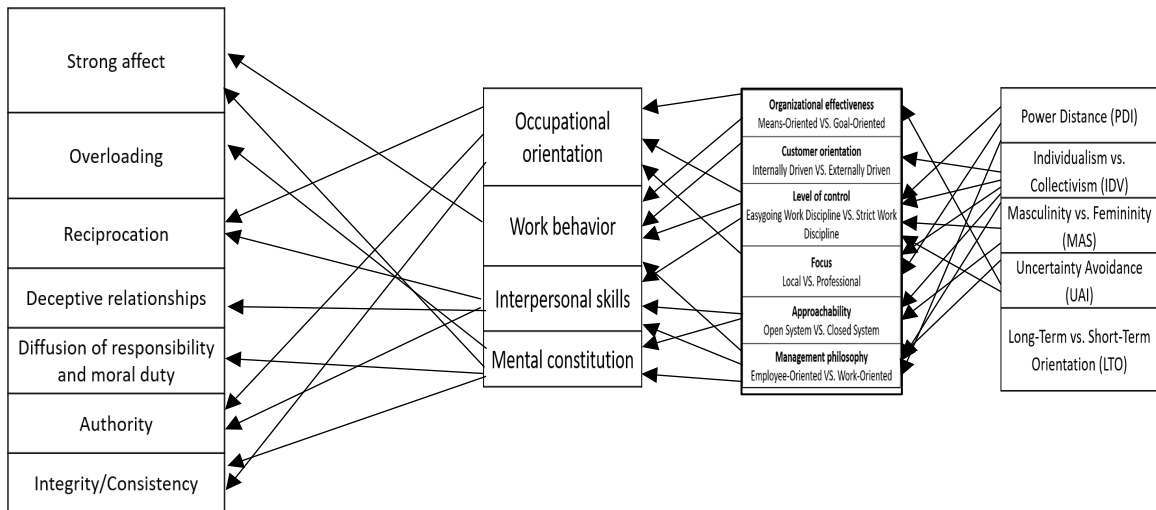 Strong affect
Overloading
Reciprocation
Deceptive relationships
Diffusion of responsibility
and moral duty
Authority
Integrity/Consistency
Occupational
orientation
Work behavior
Interpersonal skills
Mental constitution
Organizational effectiveness
Means-Oriented VS. Goal-Oriented
Customer orientation
Internally Driven VS. Externally Driven
Level of control
Easygoing Work Discipline VS. Strict Work
Discipline
Focus
Local VS. Professional
Approachability
Open System VS. Closed System
Management philosophy
Employee-Oriented VS. Work-Oriented
Power Distance (PDI)
Individualism vs.
Collectivism (IDV)
Masculinity vs. Femininity
(MAS)
Uncertainty Avoidance
(UAI)
Long-Term vs. Short-Term
Orientation (LTO)